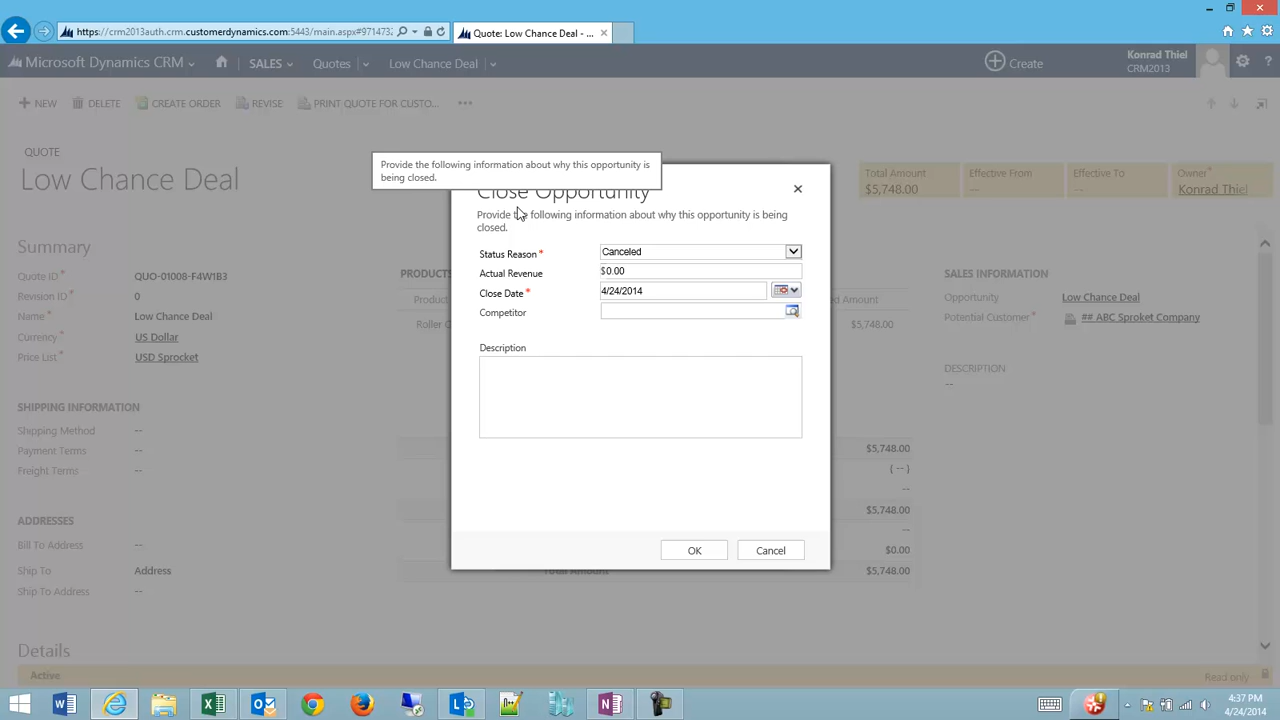 https://crm2013auth.crm.customerdynamics.com:5443/main.aspx#9714732
Quote: Low Chance Deal - ...
Microsoft Dynamics CRM
SALES
Quotes
Low Chance Deal
Create
Konrad Thiel
CRM2013
?
NEW
DELETE
CREATE ORDER
REVISE
PRINT QUOTE FOR CUSTO...
QUOTE
Low Chance Deal
Total Amount
$5,748.00
Effective From
--
Effective To
--
Owner*
Konrad Thiel
Provide the following information about why this opportunity is
being closed.
Close Opportunity
Provide the following information about why this opportunity is being
closed.
Status Reason *
Canceled
Actual Revenue
$0.00
Close Date *
4/24/2014
Competitor
Description
OK
Cancel
Summary
Quote ID*
QUO-01008-F4W1B3
Revision ID*
0
Name*
Low Chance Deal
Currency*
US Dollar
Price List*
USD Sprocket
SHIPPING INFORMATION
Shipping Method
--
Payment Terms
--
Freight Terms
--
ADDRESSES
Bill To Address
--
Ship To
Address
Ship To Address
--
PRODUCTS
Product
Roller
Amount
$5,748.00
$5,748.00
( -- )
--
$5,748.00
--
$0.00
Total Amount
$5,748.00
SALES INFORMATION
Opportunity
Low Chance Deal
Potential Customer*
## ABC Sproket Company
DESCRIPTION
--
Details
Active
Read only
4:37 PM
4/24/2014